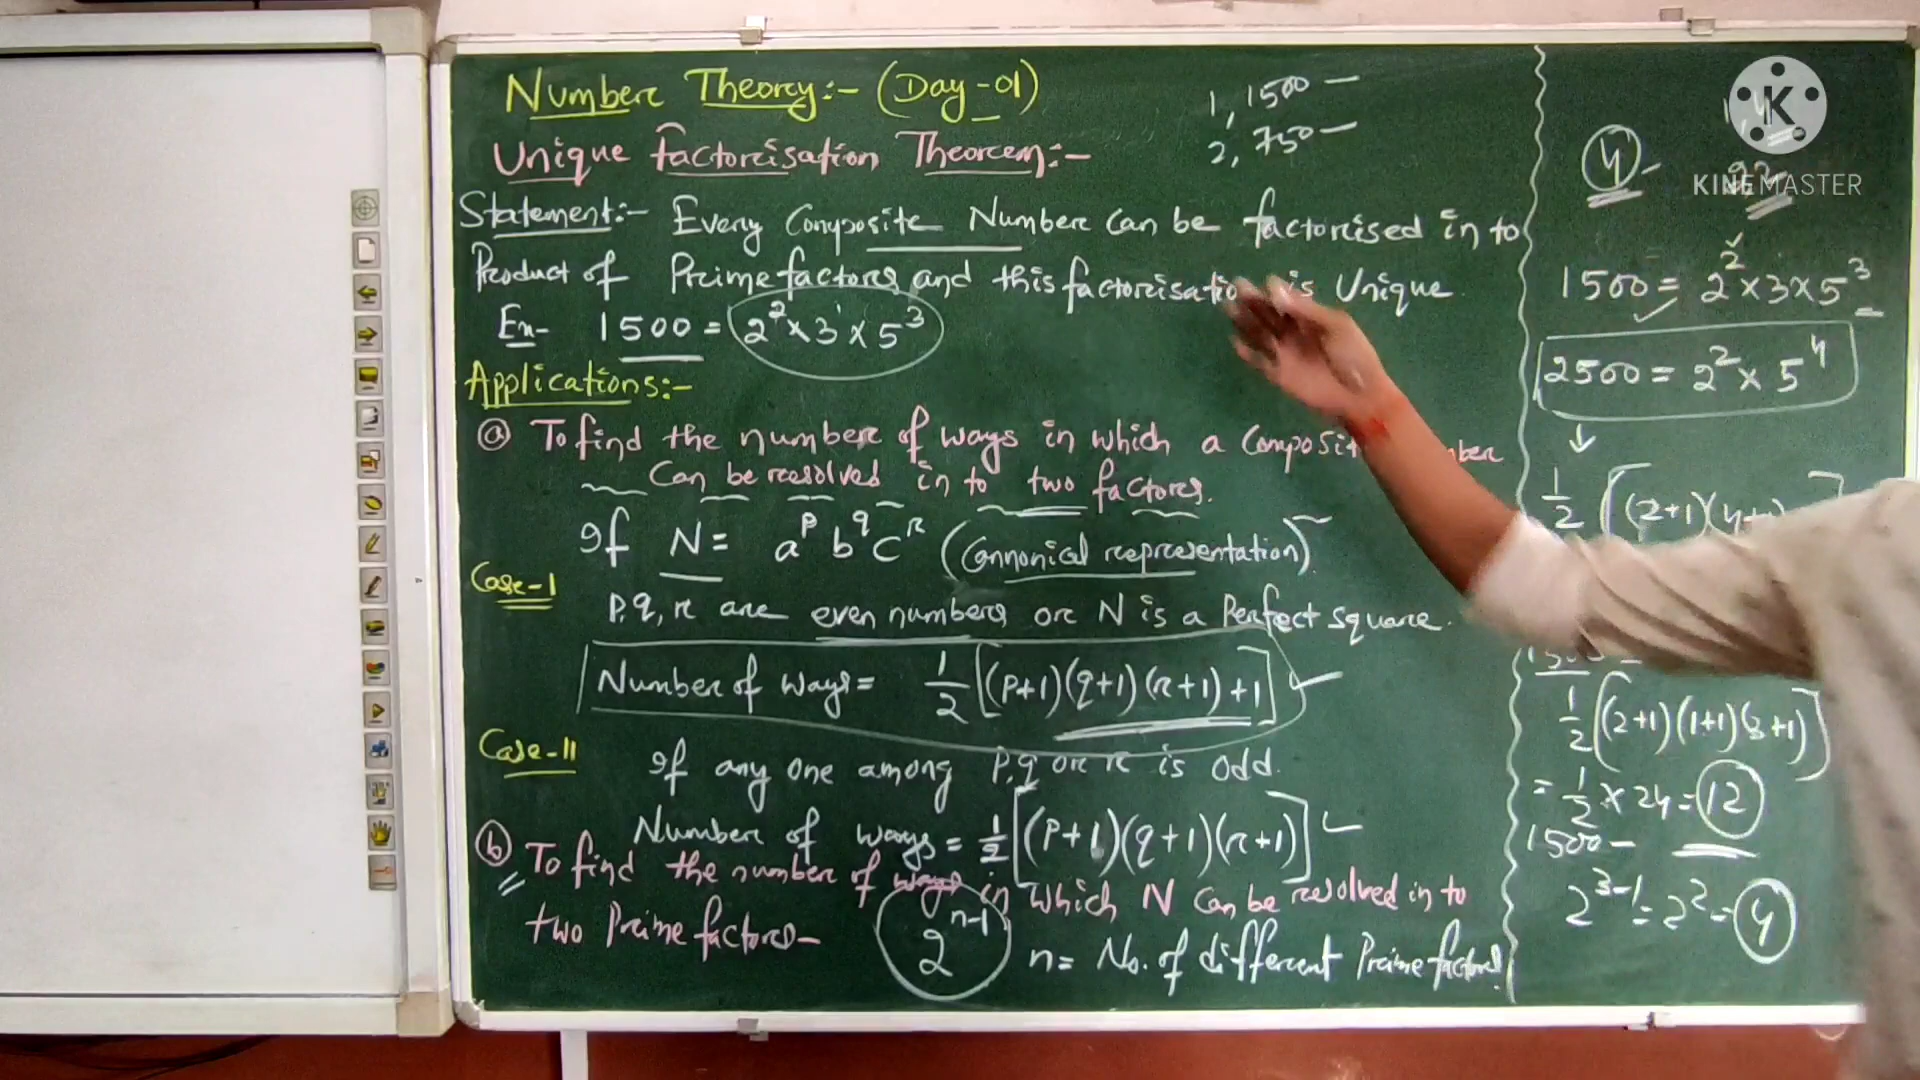 Number Theory:- (Day-01)
Unique Factorisation Theorem:-
Statement:- Every Composite Number can be factorised in to
Product of Prime factors and this factorisation is Unique.
Ex- 1500 = 2² × 3¹ × 5³
Applications:-
(a) To find the number of ways in which a Composit
Can be resolved in to two factors.
If N = a^p b^q c^r (Cannonical representation)
Case-I
P, q, r are even numbers or N is a Perfect square.
Number of ways = 1/2 [(P+1)(q+1)(r+1)+1]
Case-II
If any one among P, q or r is odd.
Number of ways = 1/2 [(P+1)(q+1)(r+1)]
(b) To find the number of ways in which N can be resolved in to
two Prime factors-
2^(n-1) n = No. of different Prime factors.
1, 1500 —
2, 750 —
K
KINEMASTER
4 -
1500 = 2² × 3 × 5³
2500 = 2² × 5⁴
↓
1/2 [(2+1)(4+
1/2 [(2+1)(1+1)(3+1)]
= 1/2 × 24 = 12
1500 -
2^(3-1) = 2² = 4